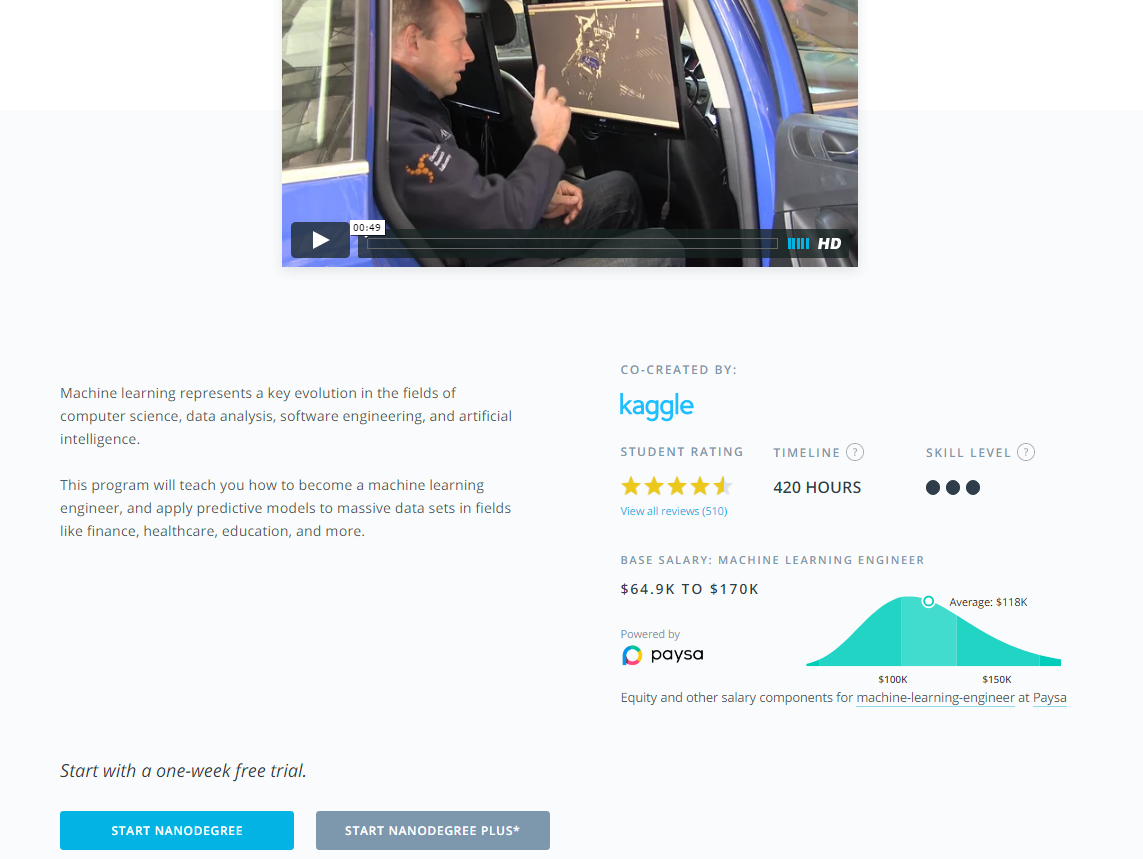 00:49
HD
Machine learning represents a key evolution in the fields of
computer science, data analysis, software engineering, and artificial
intelligence.
This program will teach you how to become a machine learning
engineer, and apply predictive models to massive data sets in fields
like finance, healthcare, education, and more.
CO-CREATED BY:
kaggle
STUDENT RATING
TIMELINE ?
SKILL LEVEL ?
420 HOURS
View all reviews (510)
BASE SALARY: MACHINE LEARNING ENGINEER
$64.9K TO $170K
Average: $118K
Powered by
paysa
$100K
$150K
Equity and other salary components for machine-learning-engineer at Paysa
Start with a one-week free trial.
START NANODEGREE
START NANODEGREE PLUS*